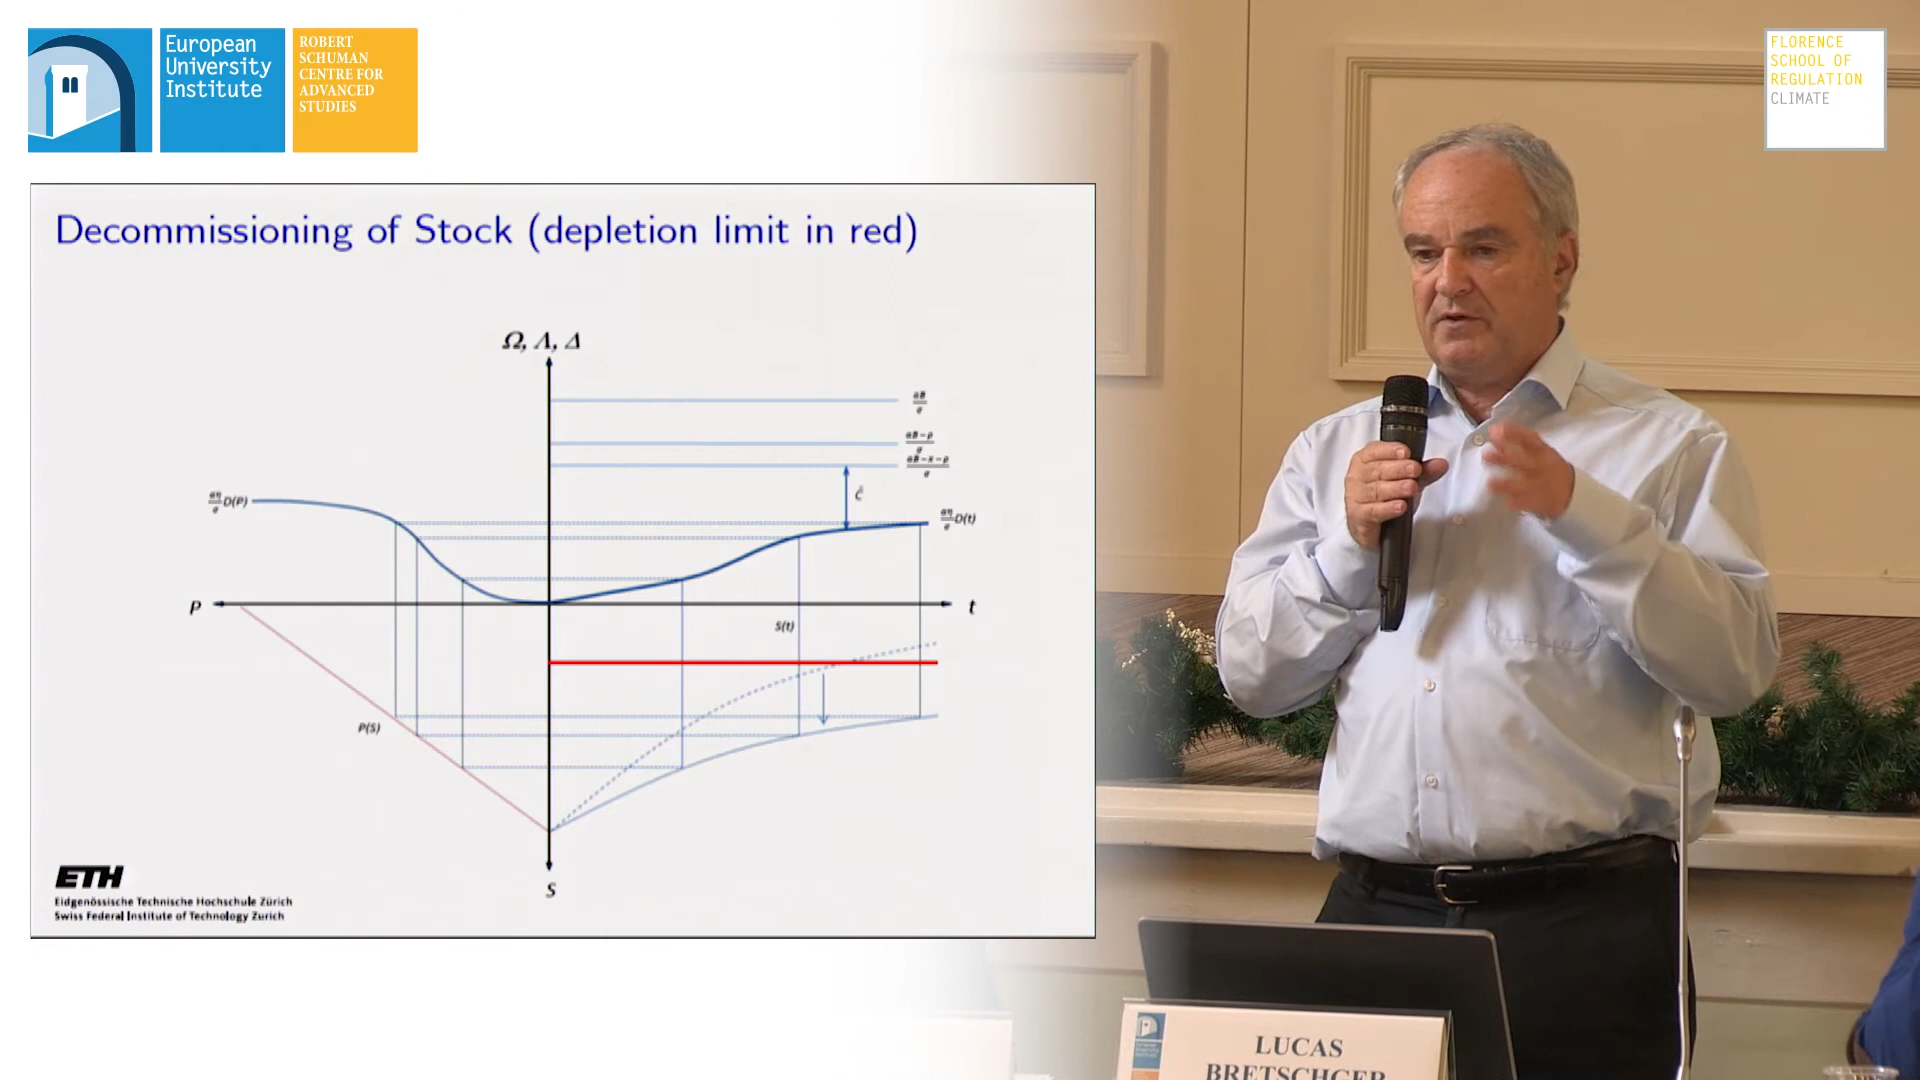 European
University
Institute
ROBERT
SCHUMAN
CENTRE FOR
ADVANCED
STUDIES
FLORENCE
SCHOOL OF
REGULATION
CLIMATE
Decommissioning of Stock (depletion limit in red)
Ω, Λ, Δ
P
t
D(P)
D(t)
S(t)
P(S)
S
ETH
Eidgenössische Technische Hochschule Zürich
Swiss Federal Institute of Technology Zurich
LUCAS
BRETSCHGER